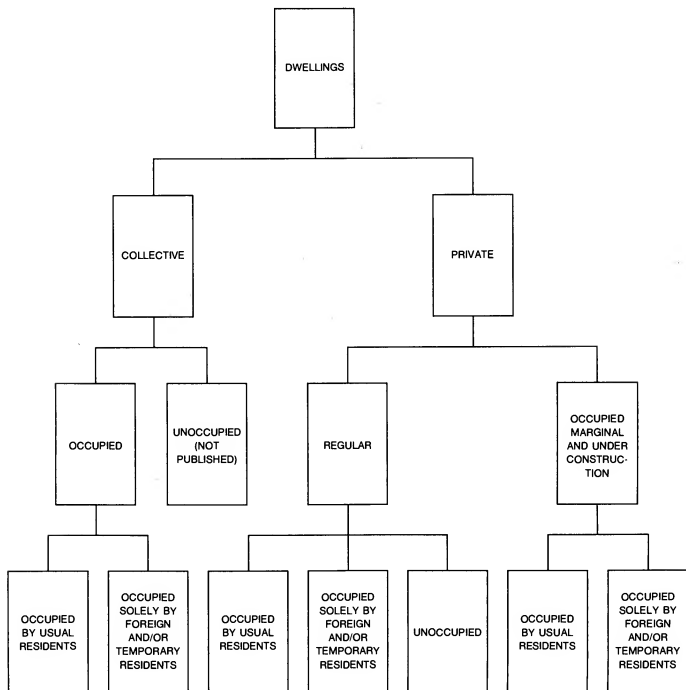 DWELLINGS
COLLECTIVE
PRIVATE
OCCUPIED
UNOCCUPIED
(NOT
PUBLISHED)
REGULAR
OCCUPIED
MARGINAL
AND UNDER
CONSTRUC-
TION
OCCUPIED
BY USUAL
RESIDENTS
OCCUPIED
SOLELY BY
FOREIGN
AND/OR
TEMPORARY
RESIDENTS
OCCUPIED
BY USUAL
RESIDENTS
OCCUPIED
SOLELY BY
FOREIGN
AND/OR
TEMPORARY
RESIDENTS
UNOCCUPIED
OCCUPIED
BY USUAL
RESIDENTS
OCCUPIED
SOLELY BY
FOREIGN
AND/OR
TEMPORARY
RESIDENTS